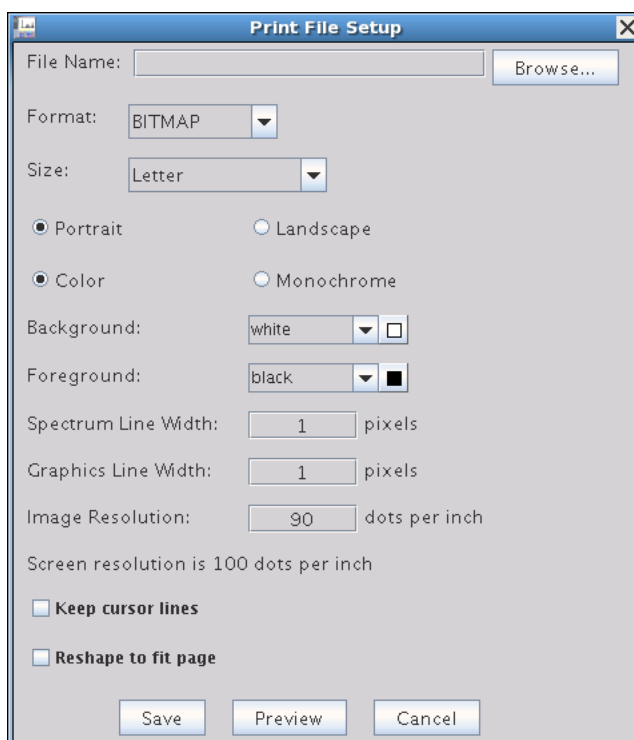 Print File Setup
File Name:
Browse...
Format: BITMAP
Size: Letter
Portrait Landscape
Color Monochrome
Background: white
Foreground: black
Spectrum Line Width: 1 pixels
Graphics Line Width: 1 pixels
Image Resolution: 90 dots per inch
Screen resolution is 100 dots per inch
Keep cursor lines
Reshape to fit page
Save Preview Cancel